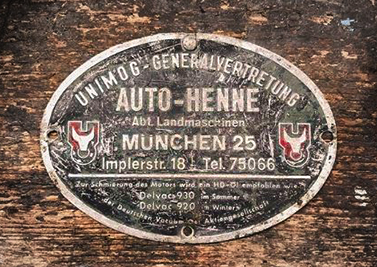 UNIMOG-GENERALVERTRETUNG
AUTO-HENNE
Abt. Landmaschinen
MÜNCHEN 25
Implerstr. 18 Tel. 75066
Zur Schmierung des Motors wird ein HD-Öl empfohlen wie:
Delvac 930 im Sommer
Delvac 920 im Winter
der Deutschen Vacuum Oel Aktiengesellschaft